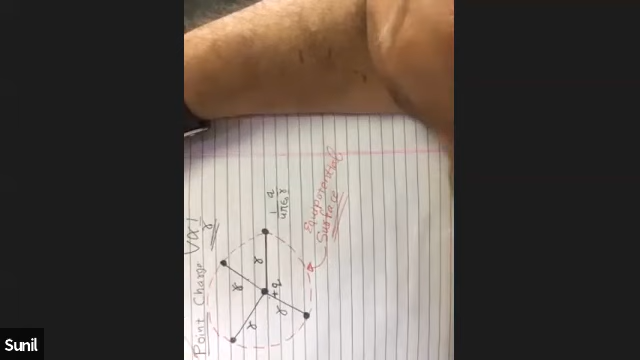 Point Charge V∝1/r
1/4πε₀ q/r
r
r
r
r
r
+q
Equipotential
Surface
Sunil